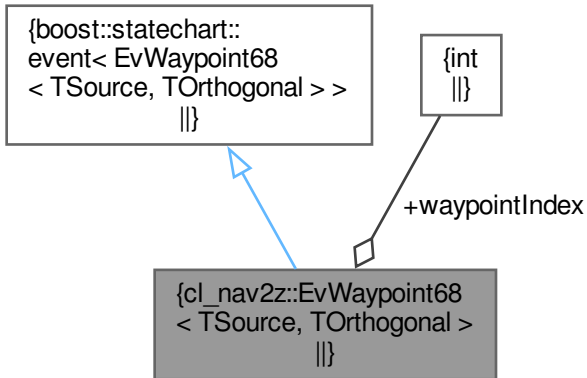 {boost::statechart::
event< EvWaypoint68
< TSource, TOrthogonal > >
||}
{int
||}
+waypointIndex
{cl_nav2z::EvWaypoint68
< TSource, TOrthogonal >
||}